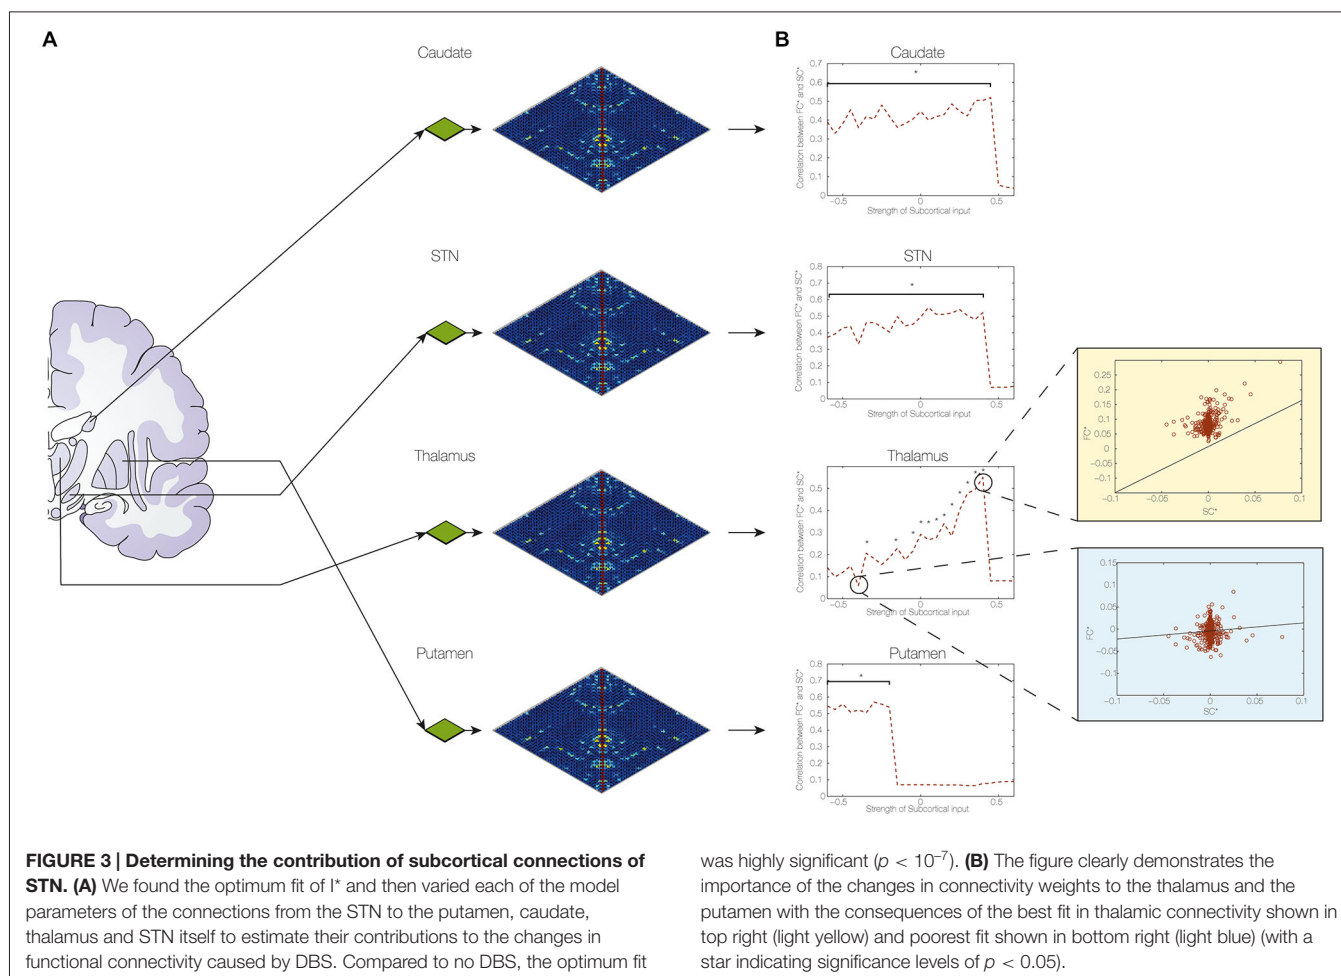 A
B
Caudate
Caudate
Correlation between FC* and SC*
0.7
0.6
0.5
0.4
0.3
0.2
0.1
0
*
−0.5
0
0.5
Strength of Subcortical input
STN
STN
Correlation between FC* and SC*
0.8
0.7
0.6
0.5
0.4
0.3
0.2
0.1
0
*
−0.5
0
0.5
Strength of Subcortical input
Thalamus
Thalamus
Correlation between FC* and SC*
0.5
0.4
0.3
0.2
0.1
0
* * * * * * * * * * * *
−0.5
0
0.5
Strength of Subcortical input
FC*
0.25
0.2
0.15
0.1
0.05
0
−0.05
−0.1
−0.1
−0.05
0
0.05
0.1
SC*
FC*
0.15
0.1
0.05
0
−0.05
−0.1
−0.1
−0.05
0
0.05
0.1
SC*
Putamen
Putamen
Correlation between FC* and SC*
0.8
0.7
0.6
0.5
0.4
0.3
0.2
0.1
0
*
−0.5
0
0.5
Strength of Subcortical input
FIGURE 3 | Determining the contribution of subcortical connections of
STN. (A) We found the optimum fit of I* and then varied each of the model
parameters of the connections from the STN to the putamen, caudate,
thalamus and STN itself to estimate their contributions to the changes in
functional connectivity caused by DBS. Compared to no DBS, the optimum fit
was highly significant (p < 10⁻⁷). (B) The figure clearly demonstrates the
importance of the changes in connectivity weights to the thalamus and the
putamen with the consequences of the best fit in thalamic connectivity shown in
top right (light yellow) and poorest fit shown in bottom right (light blue) (with a
star indicating significance levels of p < 0.05).